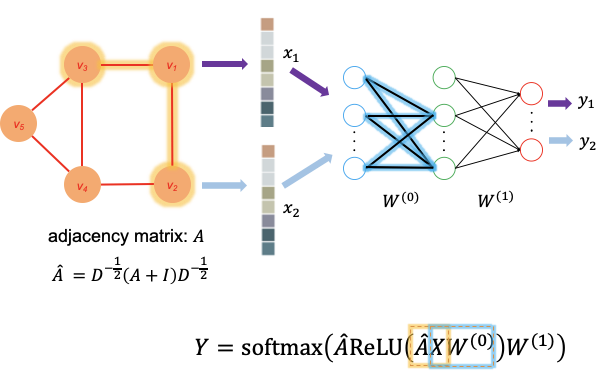 v₃ v₁
x₁
v₅
y₁
y₂
v₄ v₂
x₂
W⁽⁰⁾ W⁽¹⁾
adjacency matrix: A
Â = D^{-1/2}(A + I)D^{-1/2}
Y = softmax(ÂReLU(ÂXW⁽⁰⁾)W⁽¹⁾)